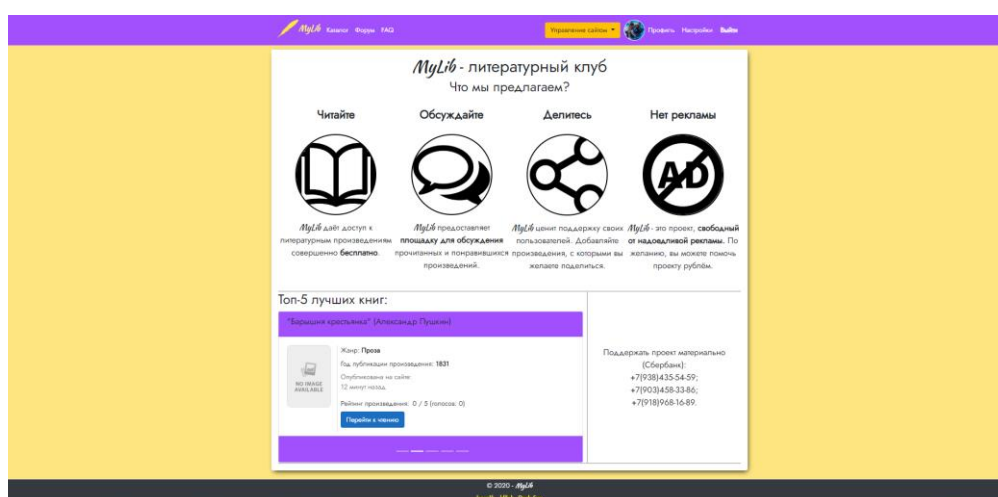 MyLib Каталог Форум FAQ Управление сайтом Профиль Настройки Выйти
MyLib - литературный клуб
Что мы предлагаем?
Читайте Обсуждайте Делитесь Нет рекламы
AD
MyLib даёт доступ к
литературным произведениям
совершенно бесплатно.
MyLib предоставляет
площадку для обсуждения
прочитанных и понравившихся
произведений.
MyLib ценит поддержку своих
пользователей. Добавляйте
произведения, с которыми вы
желаете поделиться.
MyLib - это проект, свободный
от надоедливой рекламы. По
желанию, вы можете помочь
проекту рублём.
Топ-5 лучших книг:
"Барышня крестьянка" (Александр Пушкин)
NO IMAGE
AVAILABLE
Жанр: Проза
Год публикации произведения: 1831
Опубликовано на сайте:
12 минут назад
Рейтинг произведения: 0 / 5 (голосов: 0)
Перейти к чтению
Поддержать проект материально
(Сбербанк):
+7(938)435-54-59;
+7(903)458-33-86;
+7(918)968-16-89.
© 2020 - MyLib